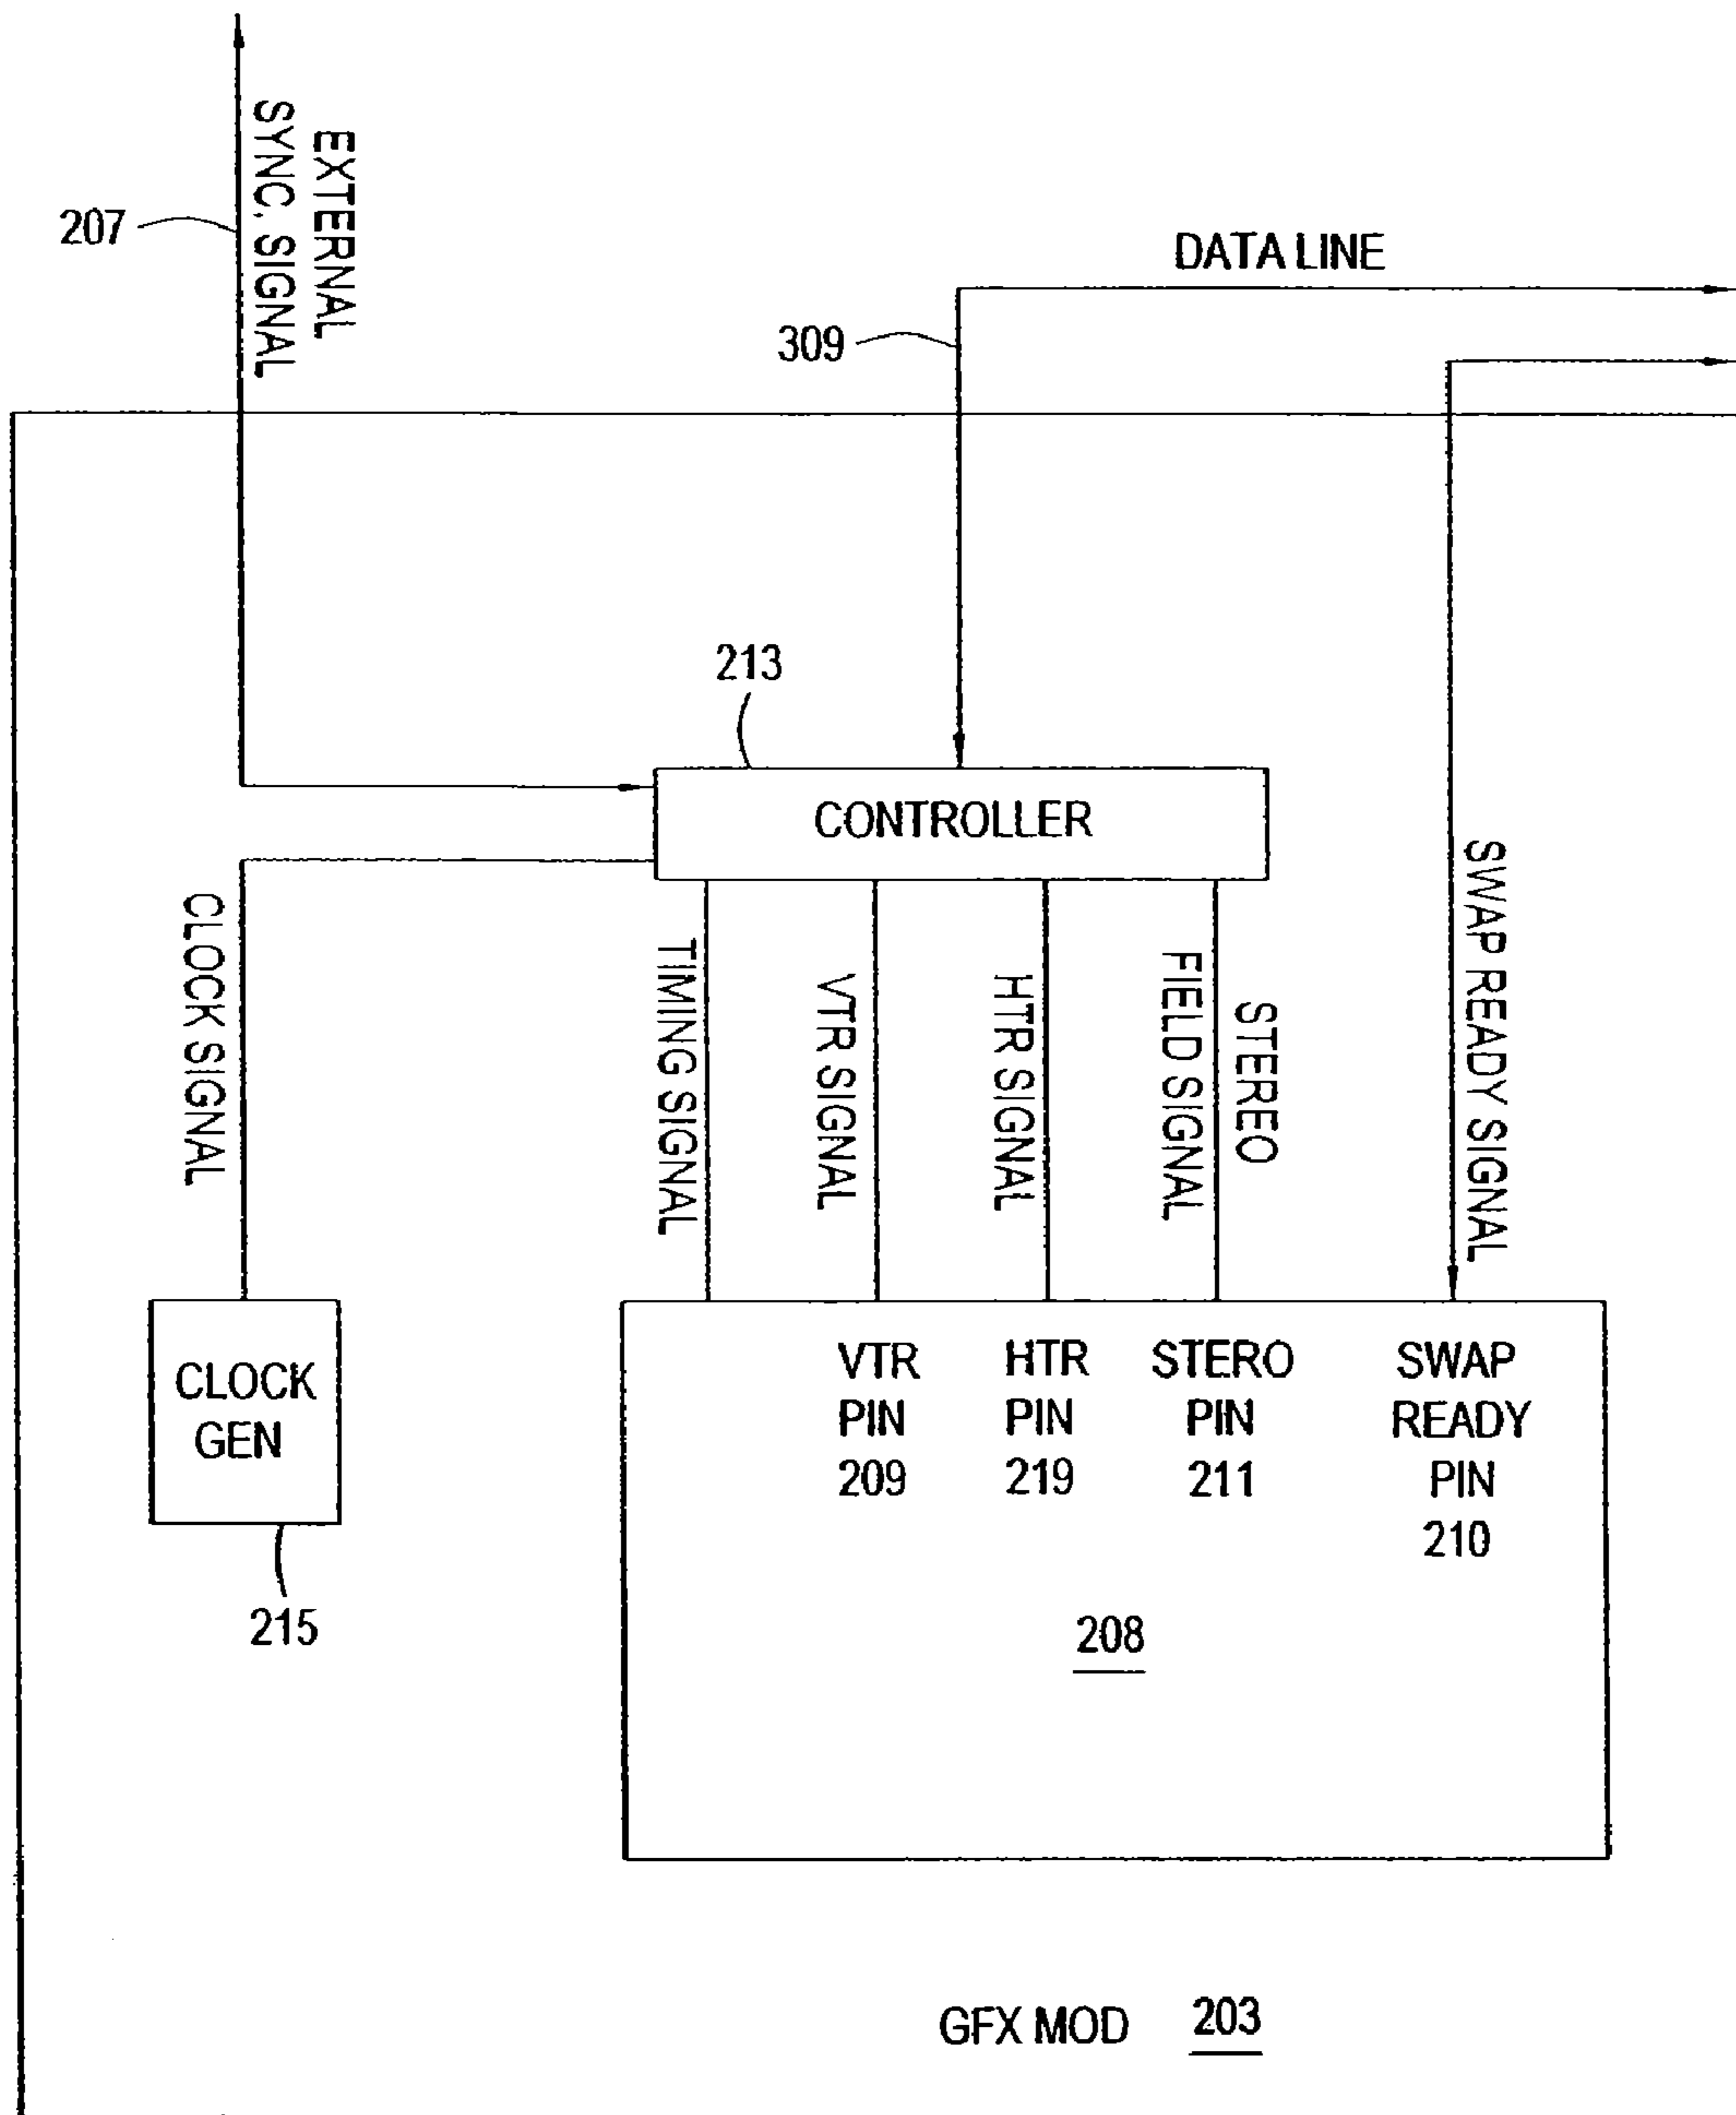 EXTERNAL
SYNC. SIGNAL
207
DATA LINE
309
213
CONTROLLER
CLOCK SIGNAL
TIMING SIGNAL
VTR SIGNAL
HTR SIGNAL
STEREO
FIELD SIGNAL
SWAP READY SIGNAL
CLOCK
GEN
215
VTR
PIN
209
HTR
PIN
219
STERO
PIN
211
SWAP
READY
PIN
210
208
GFX MOD 203